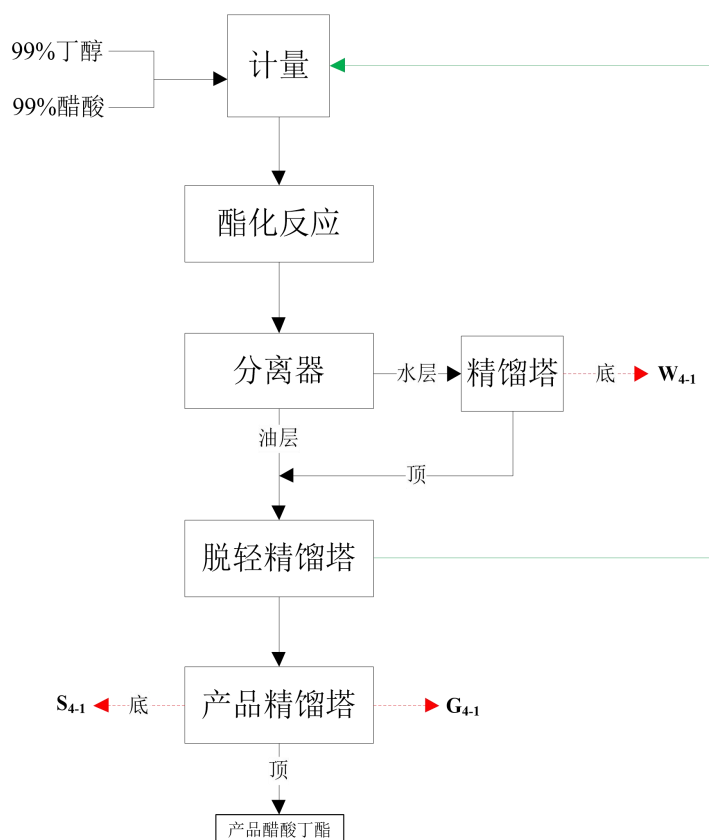 99%丁醇
99%醋酸
计量
酯化反应
分离器
水层
精馏塔
底
W4-1
油层
顶
脱轻精馏塔
S4-1
底
产品精馏塔
G4-1
顶
产品醋酸丁酯